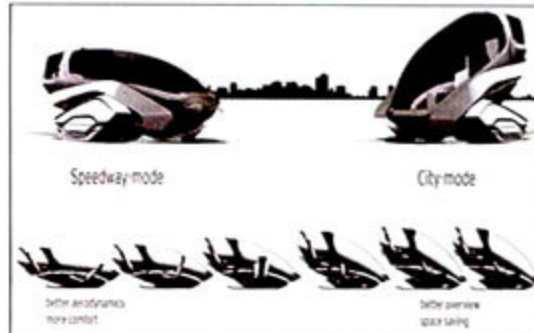 Speedway-mode
City-mode
better aerodynamics
more comfort
better overview
space saving